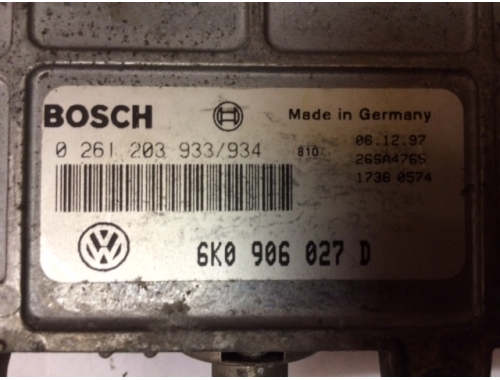 BOSCH
Made in Germany
0 261 203 933/934
810
06.12.97
26SA4765
1736 0574
6K0 906 027 D